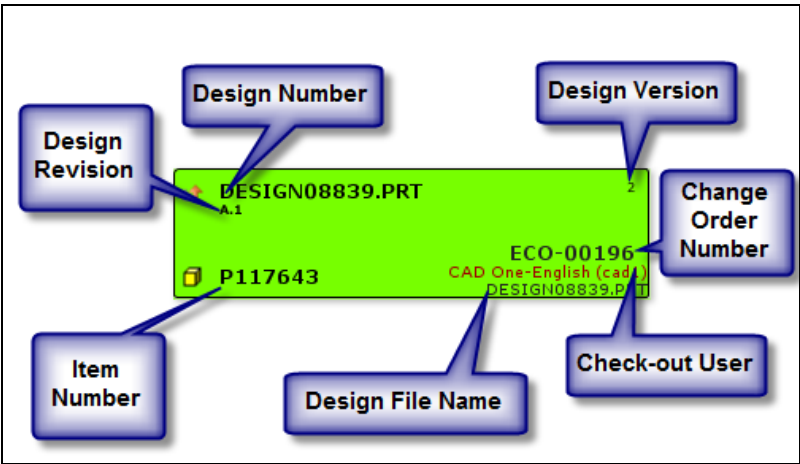 Design Number
Design Version
Design
Revision
DESIGN08839.PRT
2
A.1
Change
Order
Number
ECO-00196
CAD One-English (cad1)
P117643
DESIGN08839.PRT
Item
Number
Design File Name
Check-out User